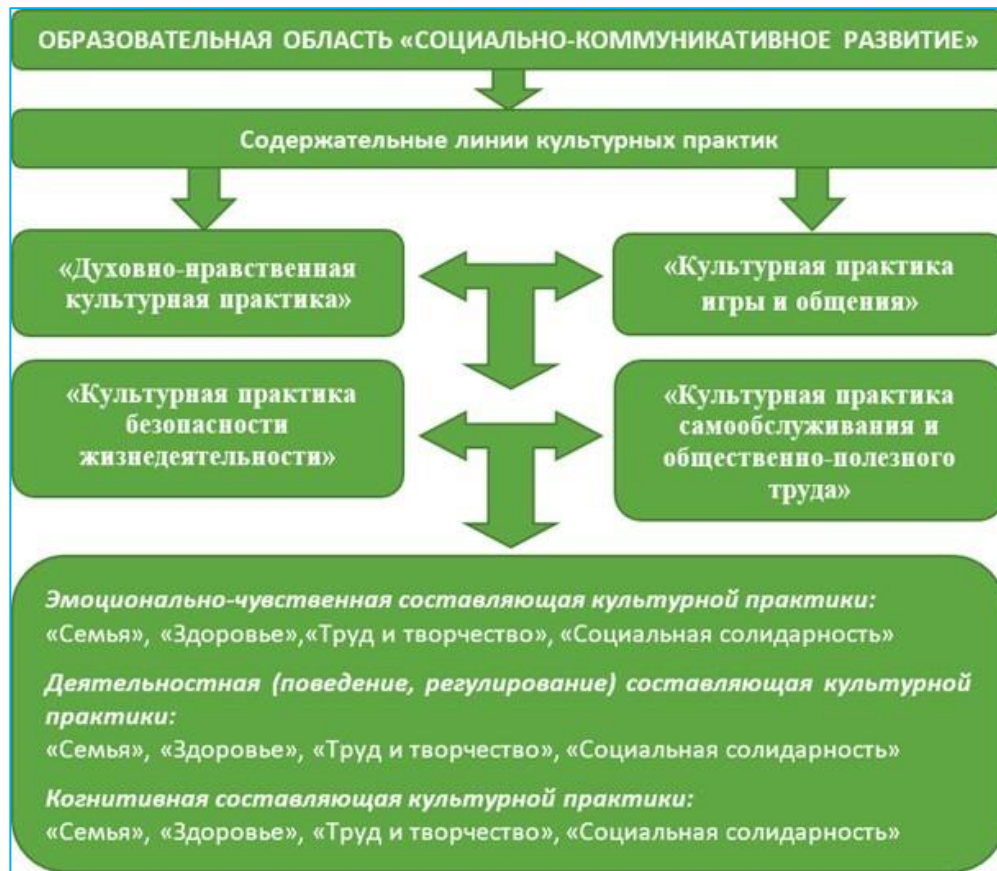 ОБРАЗОВАТЕЛЬНАЯ ОБЛАСТЬ «СОЦИАЛЬНО-КОММУНИКАТИВНОЕ РАЗВИТИЕ»
Содержательные линии культурных практик
«Духовно-нравственная
культурная практика»
«Культурная практика
игры и общения»
«Культурная практика
безопасности
жизнедеятельности»
«Культурная практика
самообслуживания и
общественно-полезного
труда»
Эмоционально-чувственная составляющая культурной практики:
«Семья», «Здоровье»,«Труд и творчество», «Социальная солидарность»
Деятельностная (поведение, регулирование) составляющая культурной
практики:
«Семья», «Здоровье», «Труд и творчество», «Социальная солидарность»
Когнитивная составляющая культурной практики:
«Семья», «Здоровье», «Труд и творчество», «Социальная солидарность»